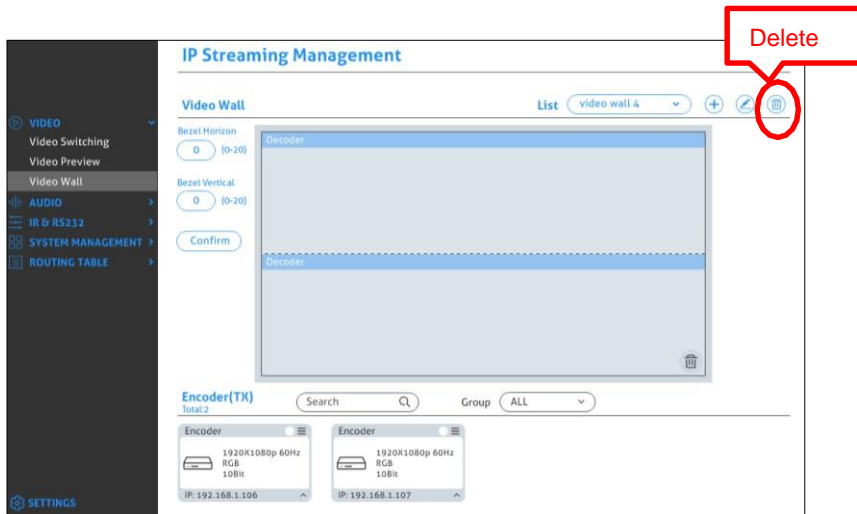 Delete
IP Streaming Management
Video Wall
List
video wall 4
VIDEO
Video Switching
Video Preview
Video Wall
AUDIO
IR & RS232
SYSTEM MANAGEMENT
ROUTING TABLE
SETTINGS
Bezel Horizon
0 (0-20)
Bezel Vertical
0 (0-20)
Confirm
Decoder
Decoder
Encoder(TX)
Total:2
Search
Group
ALL
Encoder
1920X1080p 60Hz
RGB
10Bit
IP: 192.168.1.106
Encoder
1920X1080p 60Hz
RGB
10Bit
IP: 192.168.1.107